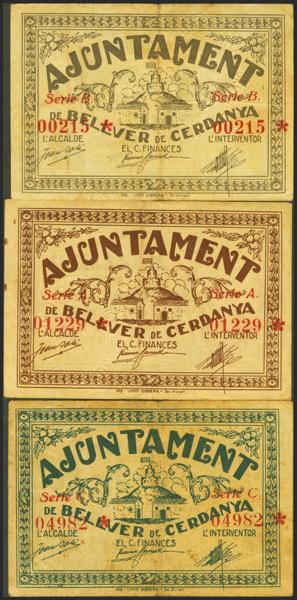 AJUNTAMENT
Serie B. Serie B.
00215 * 00215 *
DE BELLVER DE CERDANYA
L'ALCALDE EL C. FINANCES L'INTERVENTOR
AJUNTAMENT
Serie A. Serie A.
01229 * 01229 *
DE BELLVER DE CERDANYA
L'ALCALDE EL C. FINANCES L'INTERVENTOR
AJUNTAMENT
Serie C. Serie C.
04982 * 04982 *
DE BELLVER DE CERDANYA
L'ALCALDE EL C. FINANCES L'INTERVENTOR